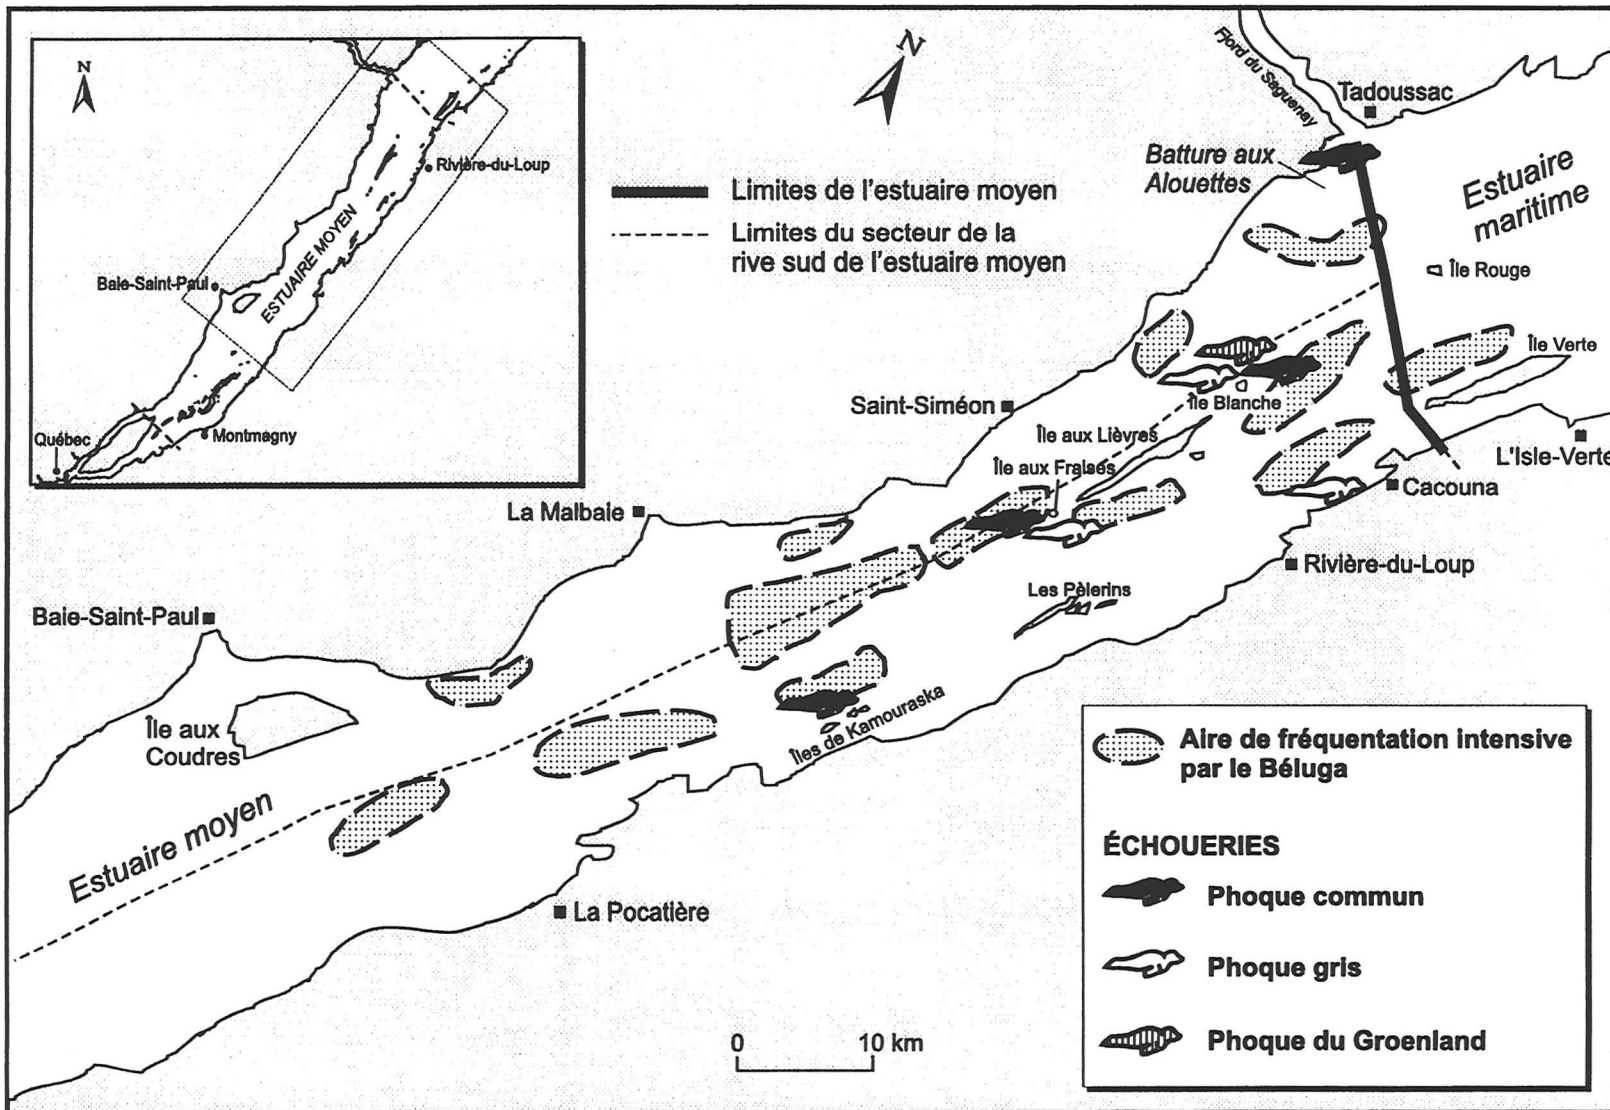 N
Rivière-du-Loup
ESTUAIRE MOYEN
Baie-Saint-Paul
Québec
Montmagny
N
Limites de l'estuaire moyen
Limites du secteur de la
rive sud de l'estuaire moyen
Fjord du Saguenay
Tadoussac
Batture aux
Alouettes
Estuaire
maritime
Île Rouge
Île Verte
Saint-Siméon
Île Blanche
Île aux Lièvres
Île aux Fraises
L'Isle-Verte
Cacouna
La Malbaie
Rivière-du-Loup
Les Pèlerins
Baie-Saint-Paul
Île aux
Coudres
Îles de Kamouraska
Estuaire moyen
La Pocatière
0 10 km
Aire de fréquentation intensive
par le Béluga
ÉCHOUERIES
Phoque commun
Phoque gris
Phoque du Groenland